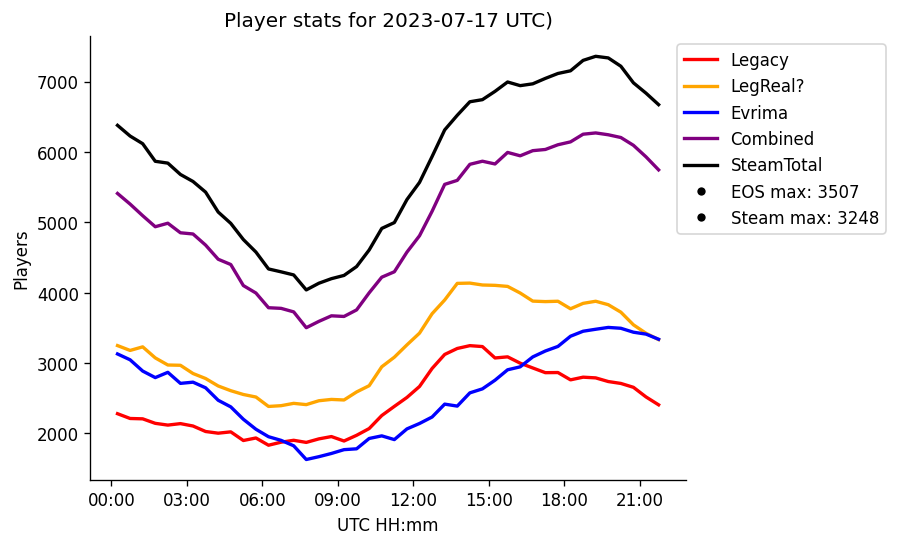 Player stats for 2023-07-17 UTC)
Players
7000
6000
5000
4000
3000
2000
00:00 03:00 06:00 09:00 12:00 15:00 18:00 21:00
UTC HH:mm
Legacy
LegReal?
Evrima
Combined
SteamTotal
EOS max: 3507
Steam max: 3248